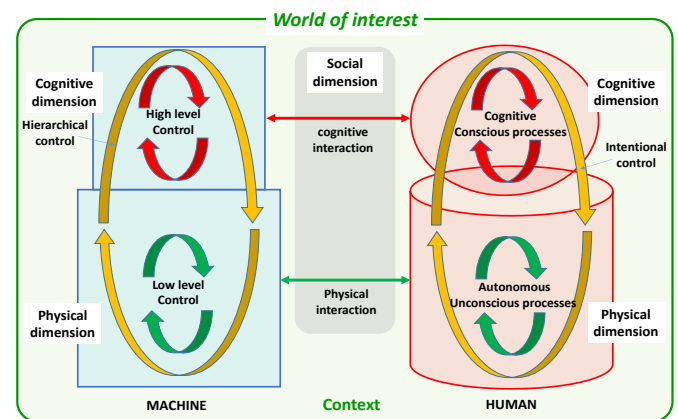 World of interest
Cognitive
dimension
Hierarchical
control
High level
Control
Social
dimension
cognitive
interaction
Cognitive
Conscious processes
Cognitive
dimension
Intentional
control
Physical
dimension
Low level
Control
Physical
interaction
Autonomous
Unconscious processes
Physical
dimension
MACHINE
Context
HUMAN